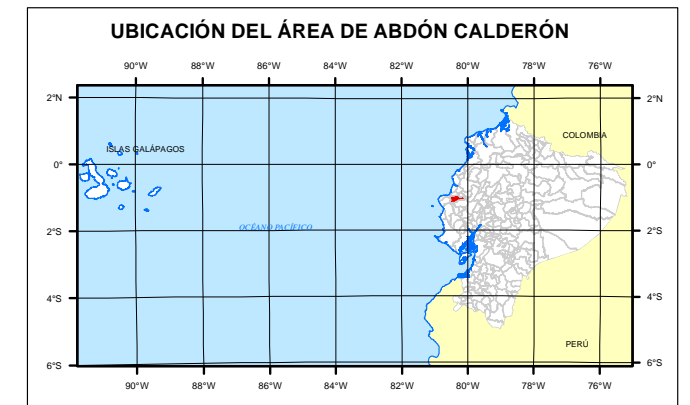 UBICACIÓN DEL ÁREA DE ABDÓN CALDERÓN
90°W 88°W 86°W 84°W 82°W 80°W 78°W 76°W
2°N 2°N
COLOMBIA
ISLAS GALÁPAGOS
0° 0°
OCÉANO PACÍFICO
2°S 2°S
4°S 4°S
PERÚ
6°S 6°S
90°W 88°W 86°W 84°W 82°W 80°W 78°W 76°W